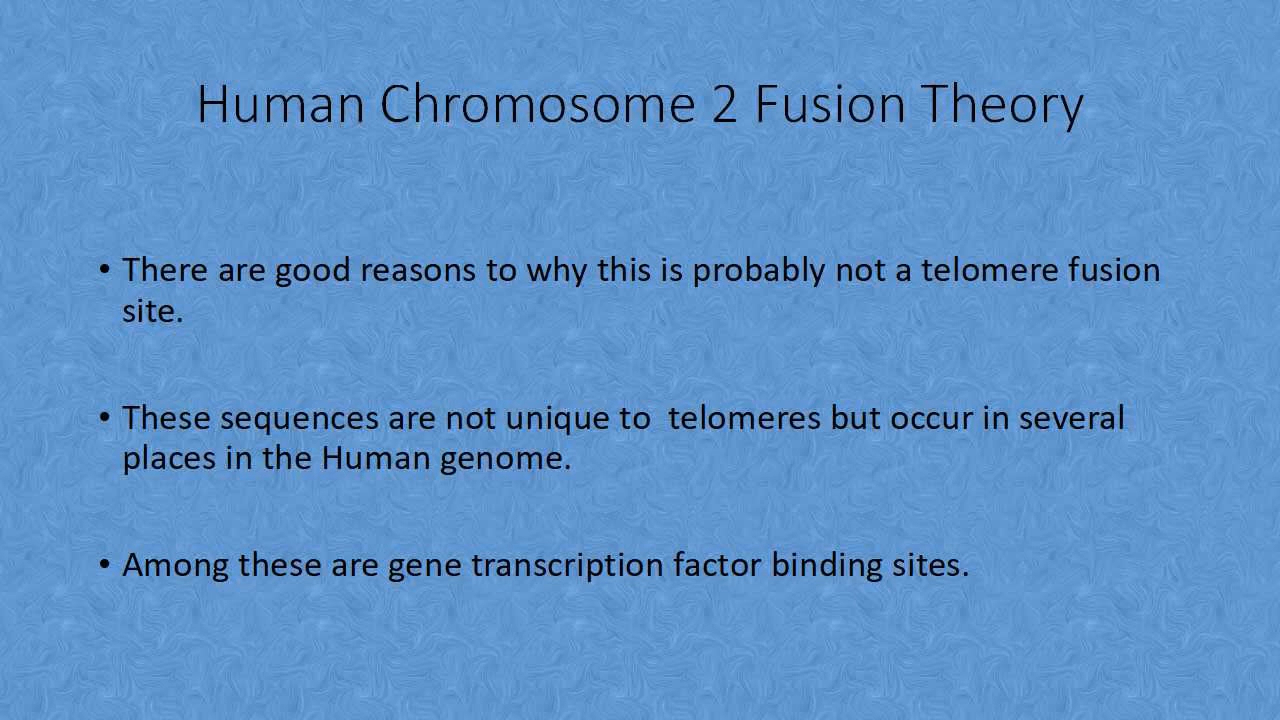 Human Chromosome 2 Fusion Theory
• There are good reasons to why this is probably not a telomere fusion
site.
• These sequences are not unique to  telomeres but occur in several
places in the Human genome.
• Among these are gene transcription factor binding sites.